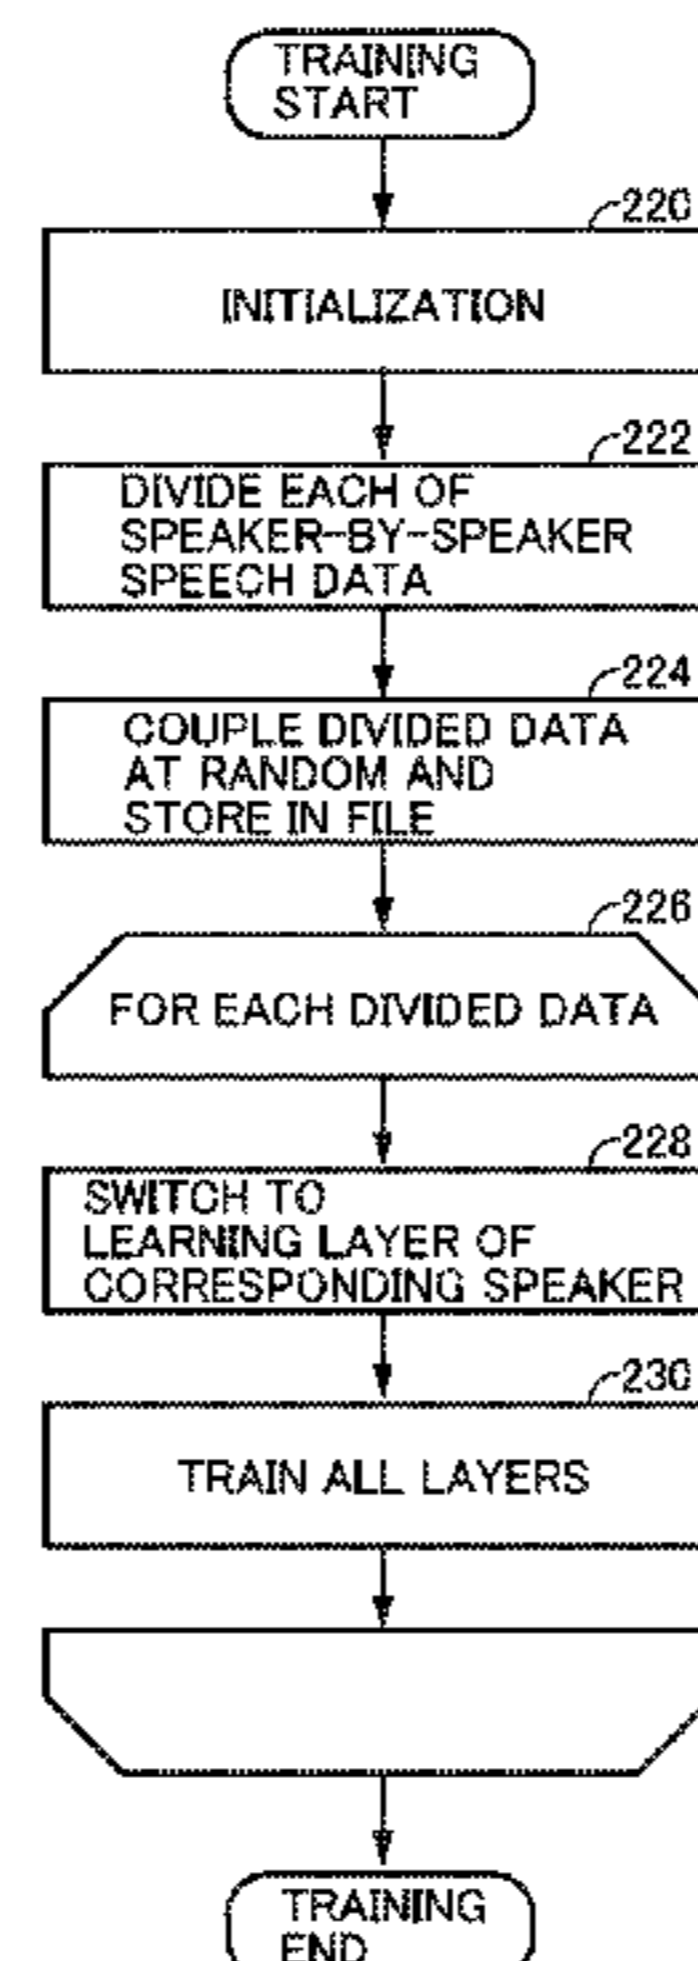 TRAINING
START
220
INITIALIZATION
222
DIVIDE EACH OF
SPEAKER-BY-SPEAKER
SPEECH DATA
224
COUPLE DIVIDED DATA
AT RANDOM AND
STORE IN FILE
226
FOR EACH DIVIDED DATA
228
SWITCH TO
LEARNING LAYER OF
CORRESPONDING SPEAKER
230
TRAIN ALL LAYERS
TRAINING
END